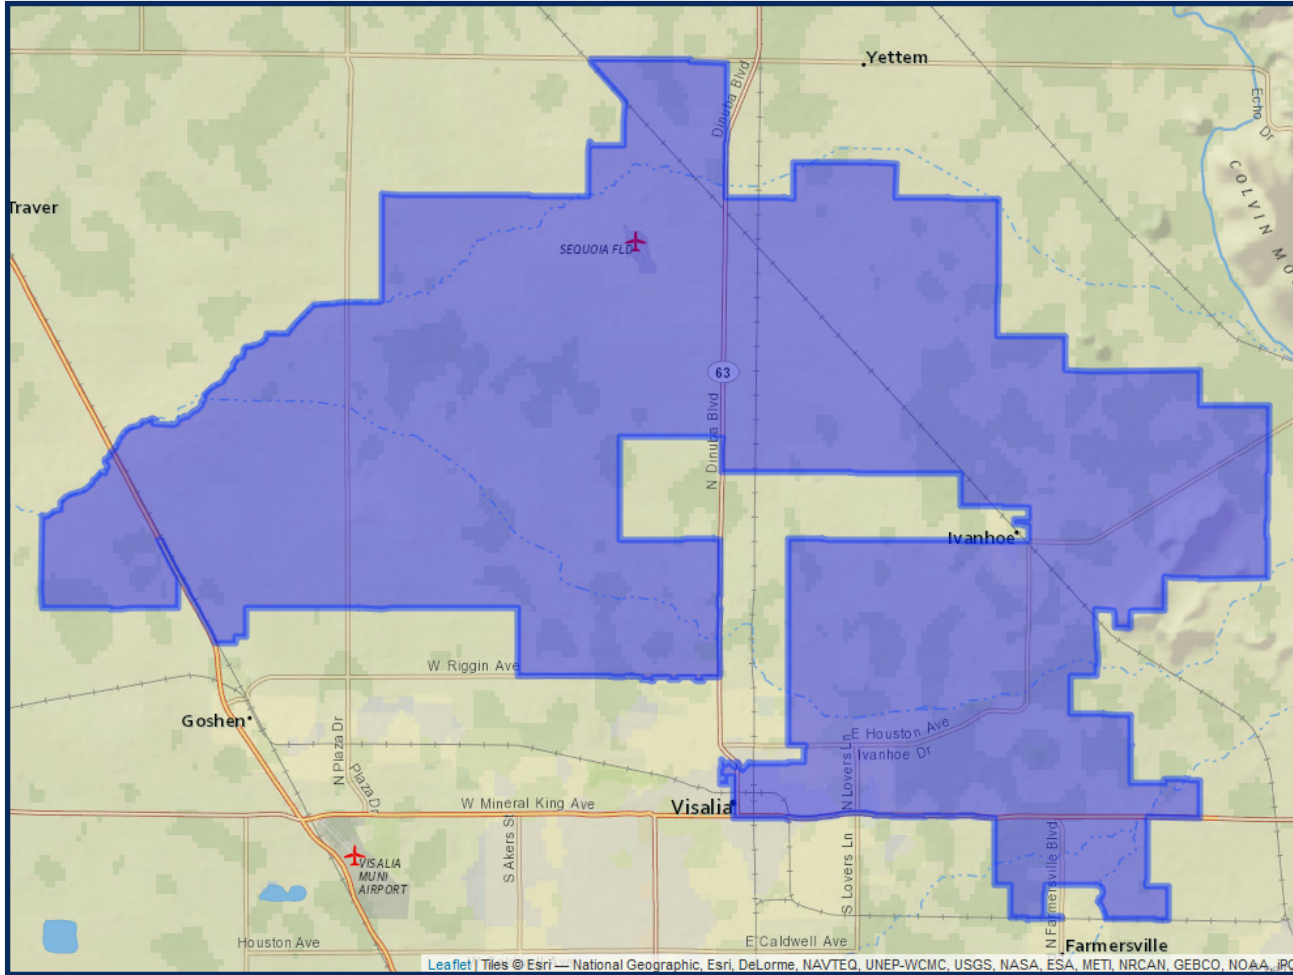 Yettem
Dinuba Blvd
Echo Dr
COLVIN MO
Traver
SEQUOIA FLD
63
N Dinuba Blvd
Ivanhoe
W Riggin Ave
Goshen
E Houston Ave
Ivanhoe Dr
N Plaza Dr
Plaza Dr
N Lovers Ln
W Mineral King Ave
Visalia
S Akers St
VISALIA
MUNI
AIRPORT
S Lovers Ln
N Farmersville Blvd
Houston Ave
E Caldwell Ave
Farmersville
Leaflet | Tiles © Esri — National Geographic, Esri, DeLorme, NAVTEQ, UNEP-WCMC, USGS, NASA, ESA, METI, NRCAN, GEBCO, NOAA, iPC